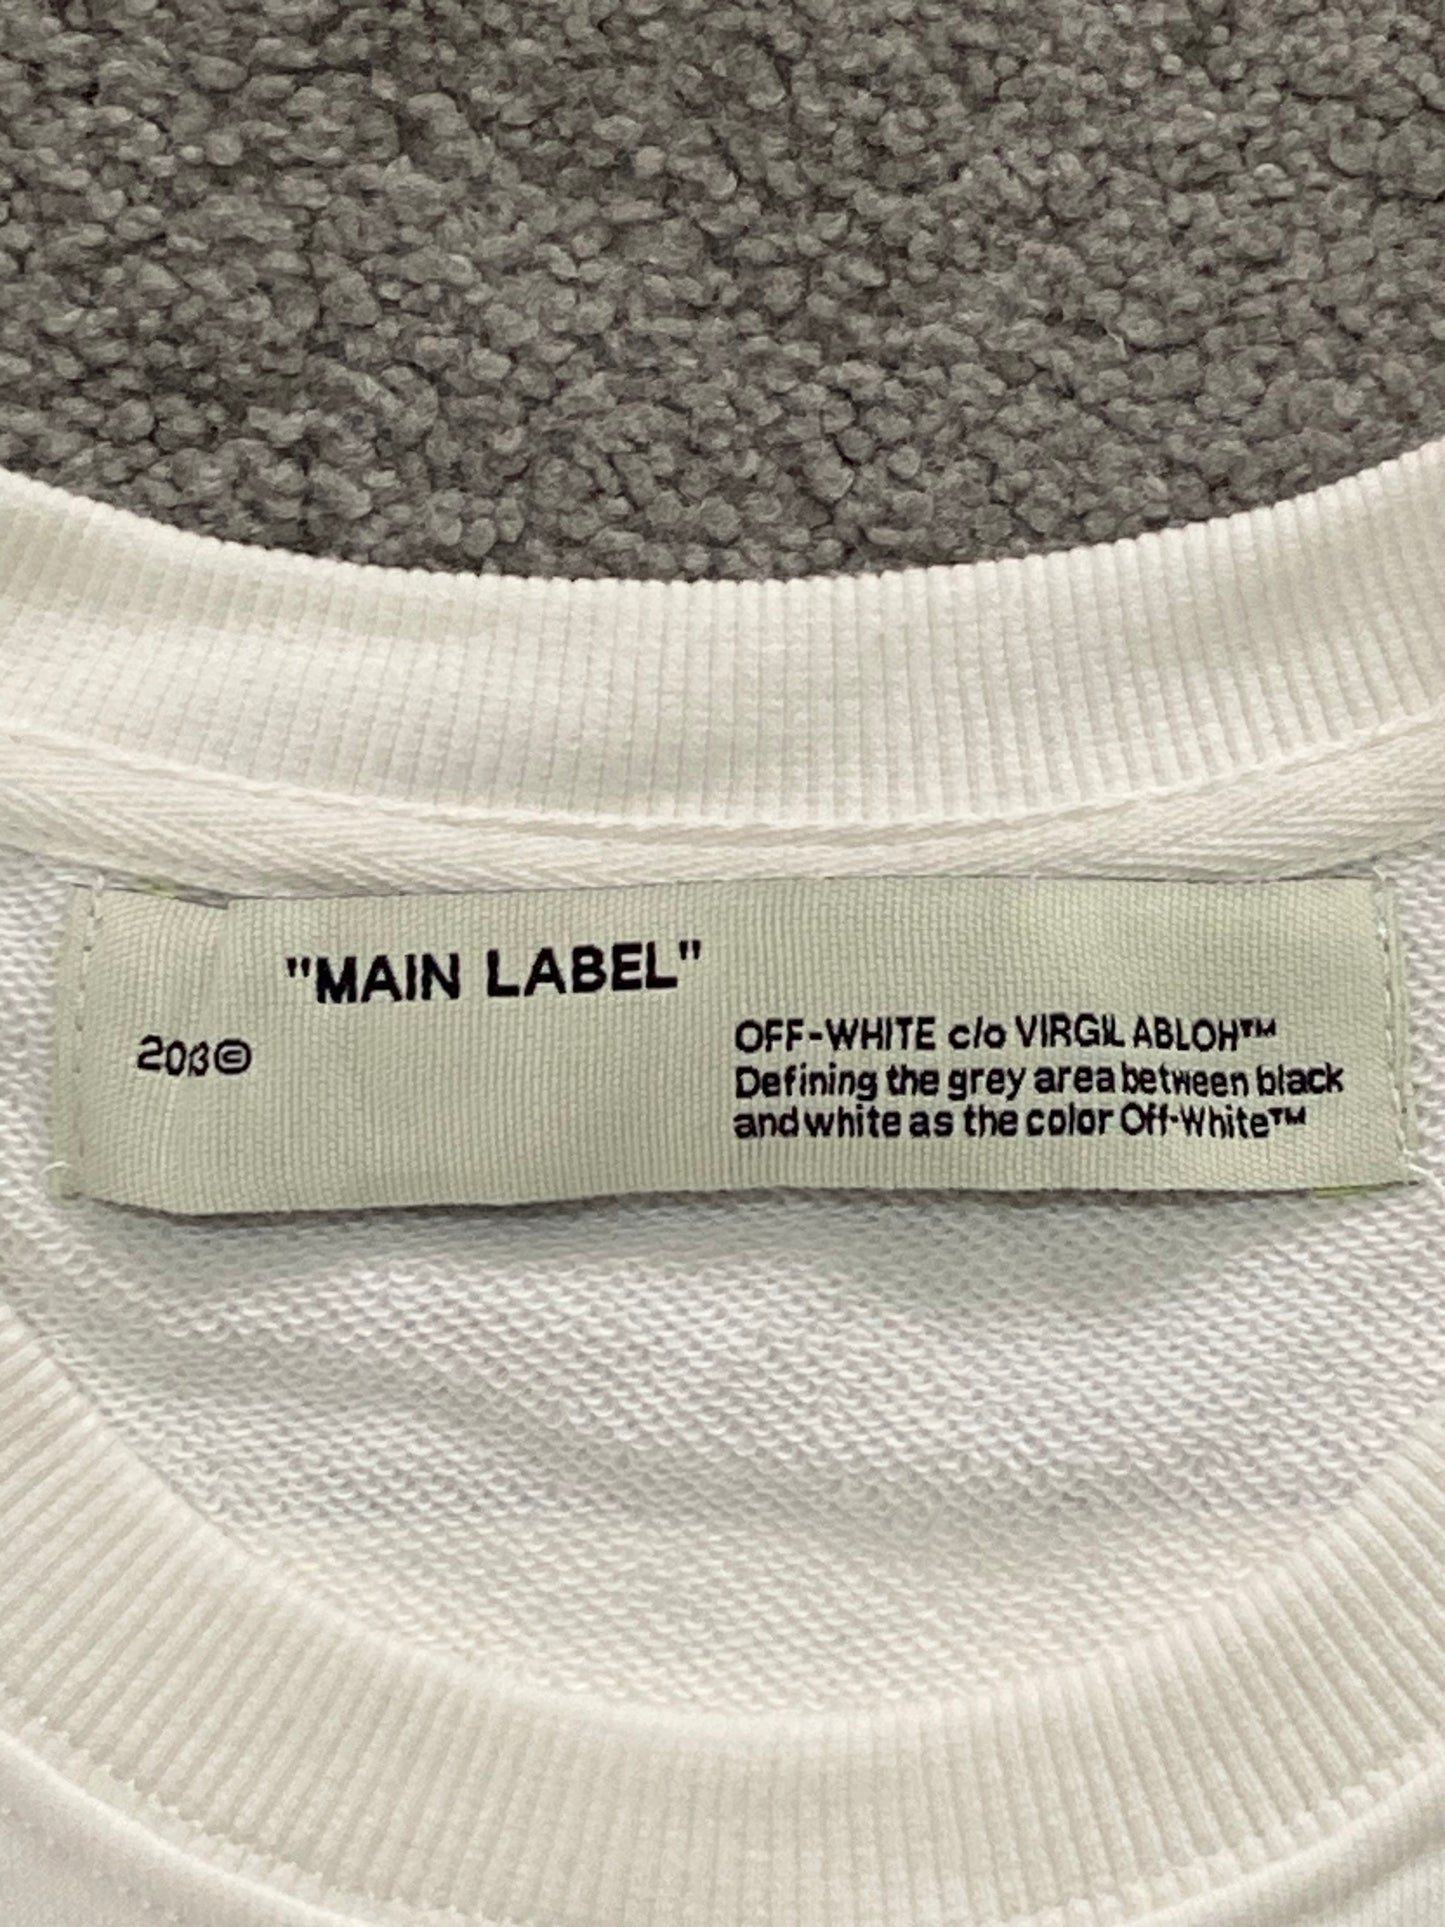 "MAIN LABEL"
2013©
OFF-WHITE c/o VIRGIL ABLOH™
Defining the grey area between black
and white as the color Off-White™